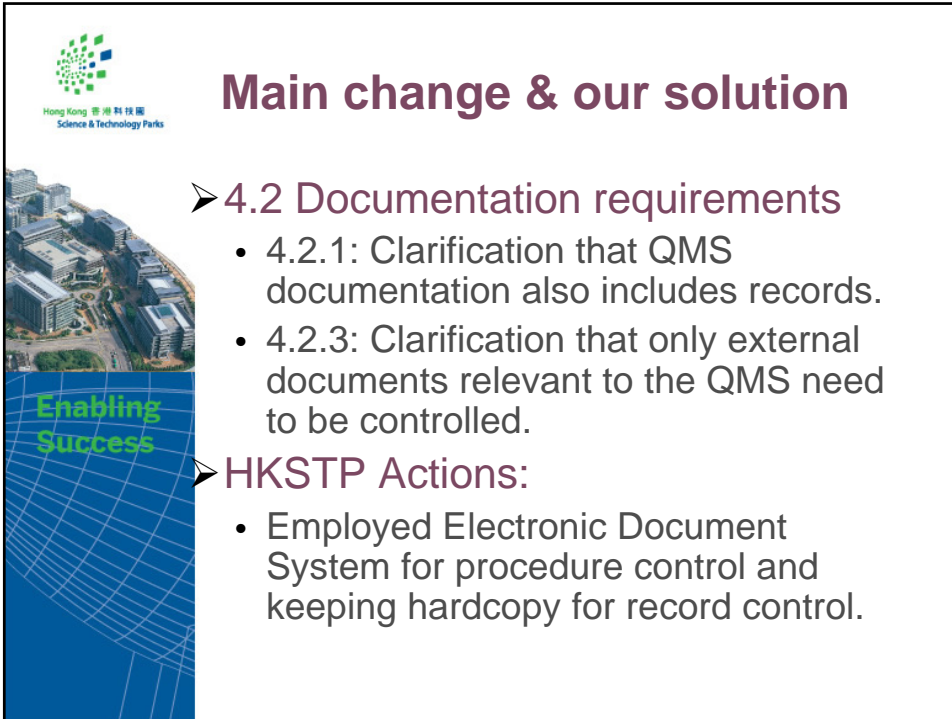 Hong Kong 香港科技園
Science & Technology Parks
Main change & our solution
➢4.2 Documentation requirements
• 4.2.1: Clarification that QMS
documentation also includes records.
• 4.2.3: Clarification that only external
documents relevant to the QMS need
to be controlled.
Enabling
Success
➢HKSTP Actions:
• Employed Electronic Document
System for procedure control and
keeping hardcopy for record control.